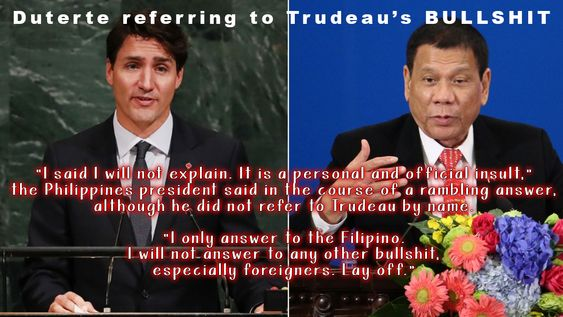 Duterte referring to Trudeau's BULLSHIT
"I said I will not explain. It is a personal and official insult,"
the Philippines president said in the course of a rambling answer,
although he did not refer to Trudeau by name.
"I only answer to the Filipino.
I will not answer to any other bullshit,
especially foreigners. Lay off."